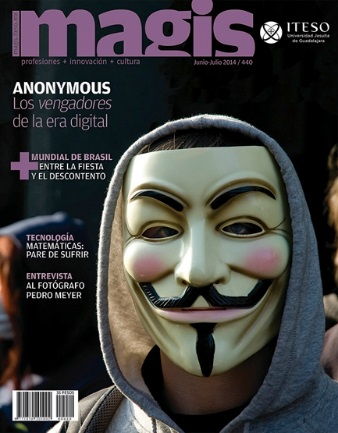 magis
ITESO
Universidad Jesuita
de Guadalajara
profesiones + innovación + cultura
Junio-Julio 2014 / 440
ANONYMOUS
Los vengadores
de la era digital
+ MUNDIAL DE BRASIL
ENTRE LA FIESTA
Y EL DESCONTENTO
TECNOLOGÍA
MATEMÁTICAS:
PARE DE SUFRIR
ENTREVISTA
AL FOTÓGRAFO
PEDRO MEYER
30 PESOS